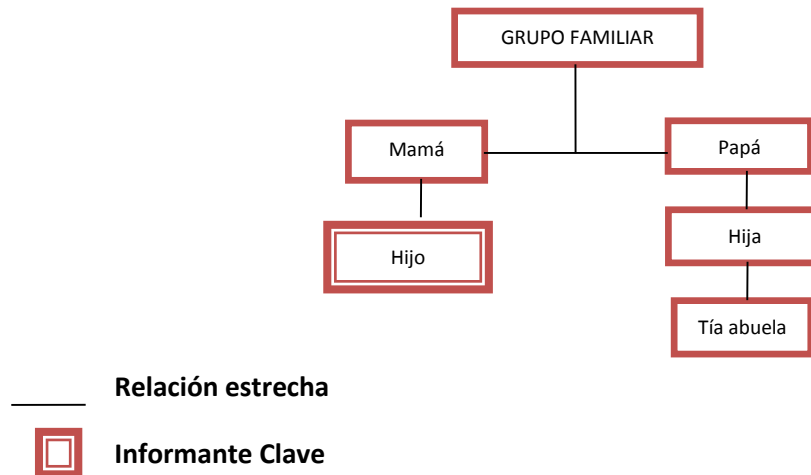 GRUPO FAMILIAR
Mamá
Papá
Hijo
Hija
Tía abuela
Relación estrecha
Informante Clave